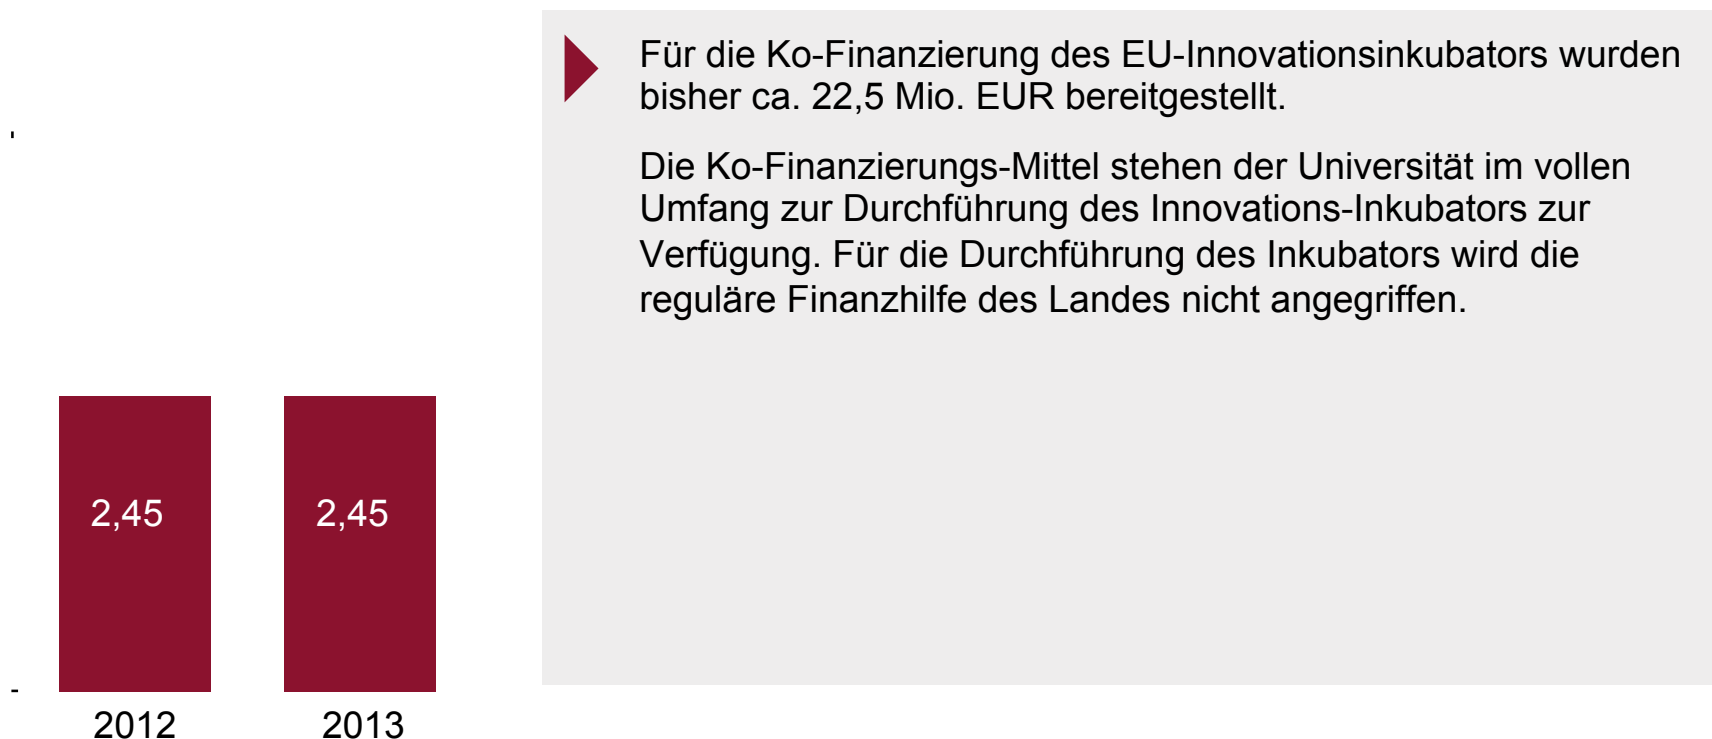 Für die Ko-Finanzierung des EU-Innovationsinkubators wurden
bisher ca. 22,5 Mio. EUR bereitgestellt.
Die Ko-Finanzierungs-Mittel stehen der Universität im vollen
Umfang zur Durchführung des Innovations-Inkubators zur
Verfügung. Für die Durchführung des Inkubators wird die
reguläre Finanzhilfe des Landes nicht angegriffen.
2,45 2,45
2012 2013